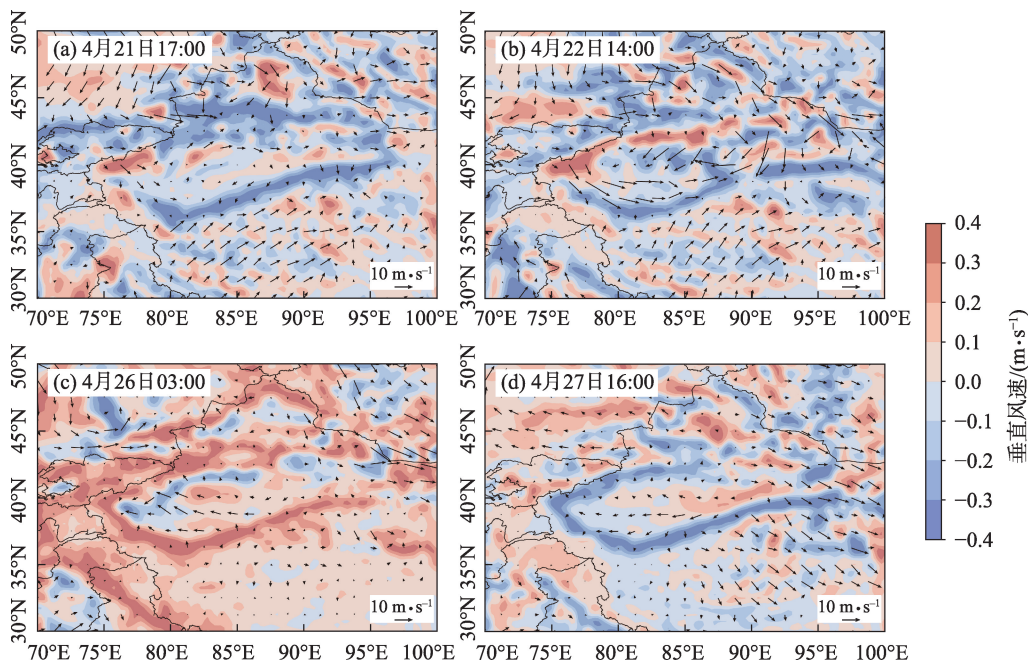 (a) 4月21日17:00
(b) 4月22日14:00
50°N
45°N
40°N
35°N
30°N
10 m·s⁻¹
70°E 75°E 80°E 85°E 90°E 95°E 100°E
50°N
45°N
40°N
35°N
30°N
10 m·s⁻¹
70°E 75°E 80°E 85°E 90°E 95°E 100°E
(c) 4月26日03:00
(d) 4月27日16:00
50°N
45°N
40°N
35°N
30°N
10 m·s⁻¹
70°E 75°E 80°E 85°E 90°E 95°E 100°E
50°N
45°N
40°N
35°N
30°N
10 m·s⁻¹
70°E 75°E 80°E 85°E 90°E 95°E 100°E
0.4
0.3
0.2
0.1
0.0
−0.1
−0.2
−0.3
−0.4
垂直风速/(m·s⁻¹)